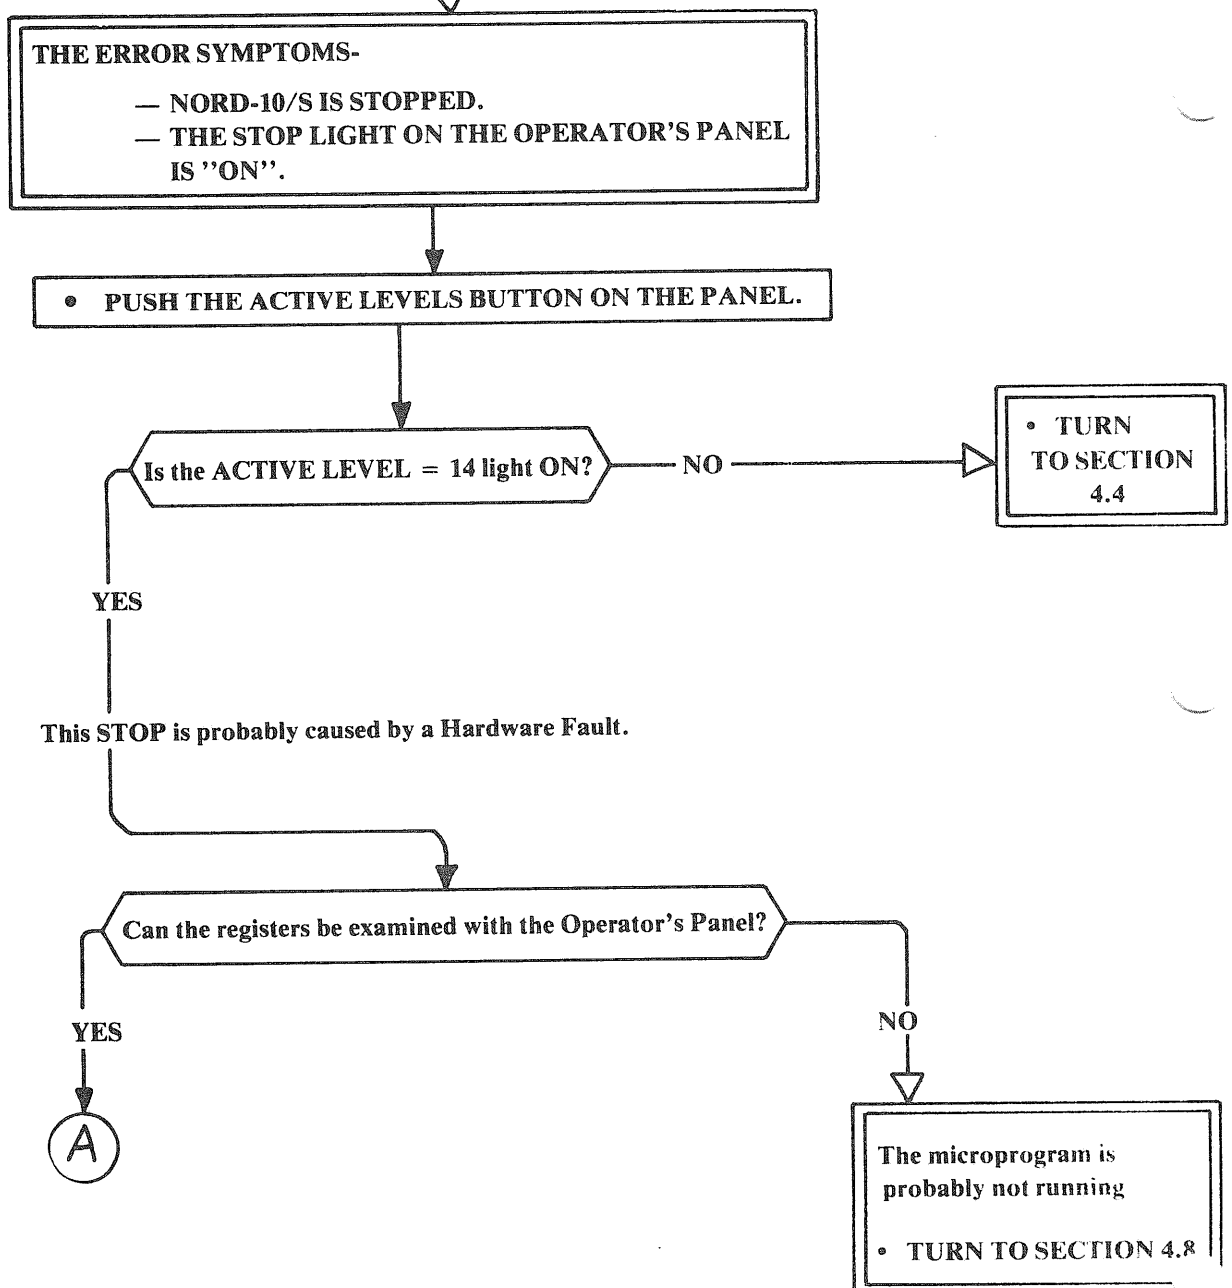 THE ERROR SYMPTOMS-
— NORD-10/S IS STOPPED.
— THE STOP LIGHT ON THE OPERATOR'S PANEL
IS ”ON”.
• PUSH THE ACTIVE LEVELS BUTTON ON THE PANEL.
Is the ACTIVE LEVEL = 14 light ON?
NO
• TURN
TO SECTION
4.4
YES
This STOP is probably caused by a Hardware Fault.
Can the registers be examined with the Operator's Panel?
YES
NO
A
The microprogram is
probably not running
• TURN TO SECTION 4.8